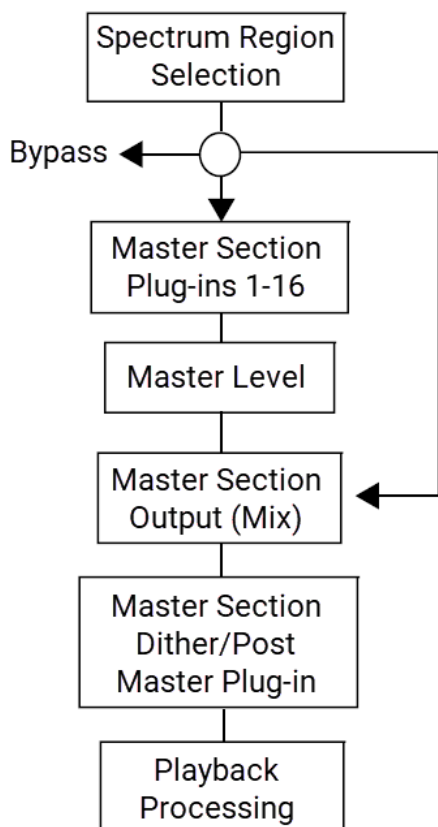 Spectrum Region
Selection
Bypass
Master Section
Plug-ins 1-16
Master Level
Master Section
Output (Mix)
Master Section
Dither/Post
Master Plug-in
Playback
Processing